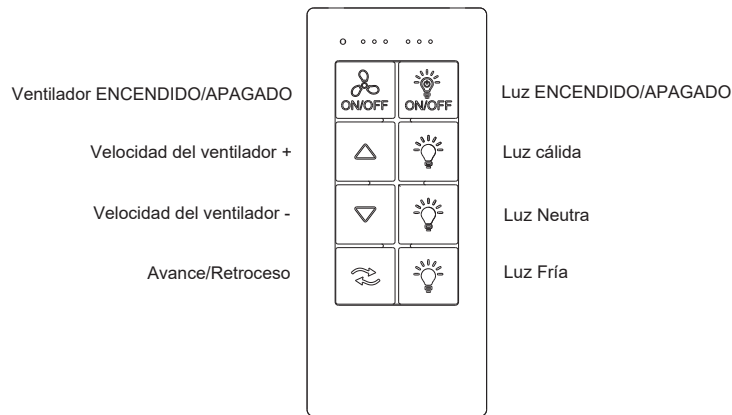 Ventilador ENCENDIDO/APAGADO
ON/OFF
ON/OFF
Luz ENCENDIDO/APAGADO
Velocidad del ventilador +
Luz cálida
Velocidad del ventilador -
Luz Neutra
Avance/Retroceso
Luz Fría